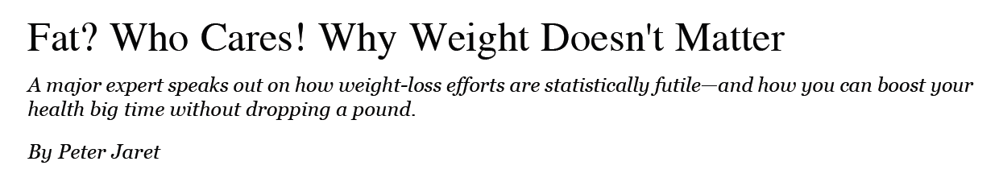 Fat? Who Cares! Why Weight Doesn't Matter
A major expert speaks out on how weight-loss efforts are statistically futile—and how you can boost your
health big time without dropping a pound.
By Peter Jaret